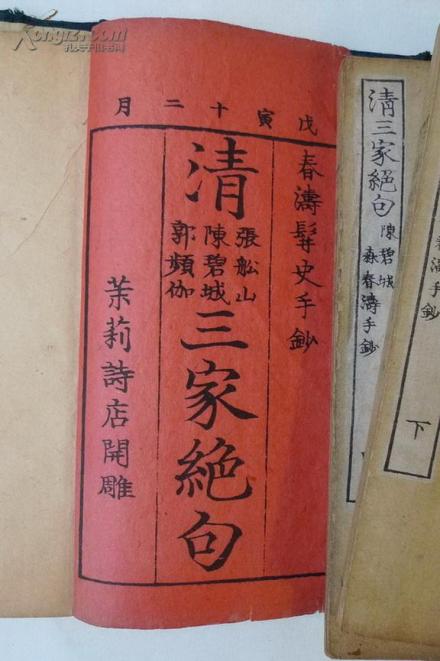 戊寅十二月
春濤髯史手鈔
清
張船山
陳碧城
郭頻伽
三家絶句
茉莉詩店開雕
清三家絶句
陳碧城
森春濤手鈔
下